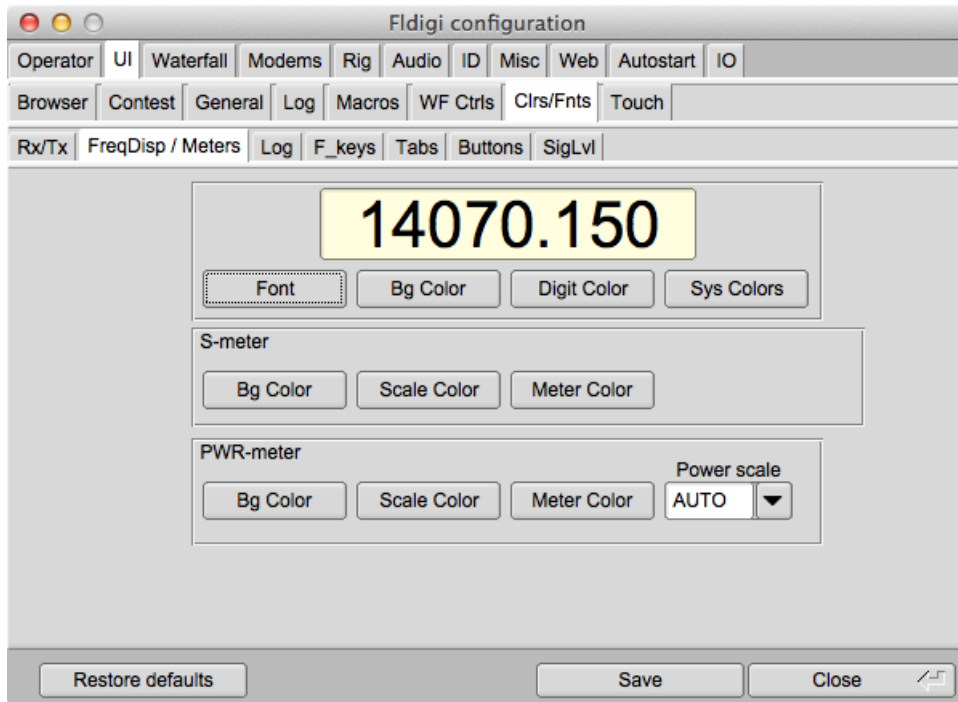 Fldigi configuration
Operator UI Waterfall Modems Rig Audio ID Misc Web Autostart IO
Browser Contest General Log Macros WF Ctrls Clrs/Fnts Touch
Rx/Tx FreqDisp / Meters Log F_keys Tabs Buttons SigLvl
14070.150
Font Bg Color Digit Color Sys Colors
S-meter
Bg Color Scale Color Meter Color
PWR-meter
Power scale
Bg Color Scale Color Meter Color AUTO
Restore defaults Save Close